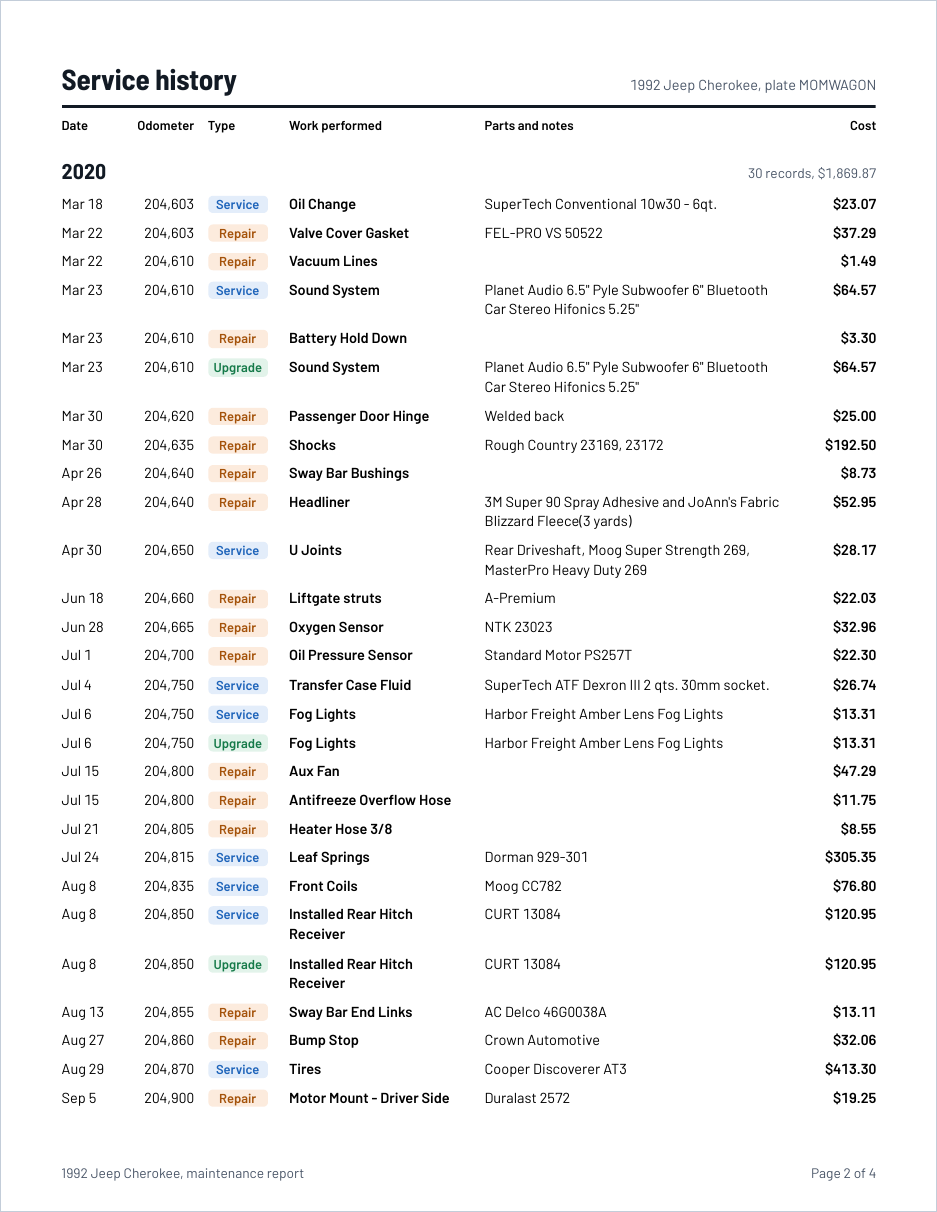 Service history
1992 Jeep Cherokee, plate MOMWAGON
Date Odometer Type Work performed Parts and notes Cost
2020 30 records, $1,869.87
Mar 18 204,603 Service Oil Change SuperTech Conventional 10w30 - 6qt. $23.07
Mar 22 204,603 Repair Valve Cover Gasket FEL-PRO VS 50522 $37.29
Mar 22 204,610 Repair Vacuum Lines $1.49
Mar 23 204,610 Service Sound System Planet Audio 6.5" Pyle Subwoofer 6" Bluetooth $64.57
Car Stereo Hifonics 5.25"
Mar 23 204,610 Repair Battery Hold Down $3.30
Mar 23 204,610 Upgrade Sound System Planet Audio 6.5" Pyle Subwoofer 6" Bluetooth $64.57
Car Stereo Hifonics 5.25"
Mar 30 204,620 Repair Passenger Door Hinge Welded back $25.00
Mar 30 204,635 Repair Shocks Rough Country 23169, 23172 $192.50
Apr 26 204,640 Repair Sway Bar Bushings $8.73
Apr 28 204,640 Repair Headliner 3M Super 90 Spray Adhesive and JoAnn's Fabric $52.95
Blizzard Fleece(3 yards)
Apr 30 204,650 Service U Joints Rear Driveshaft, Moog Super Strength 269, $28.17
MasterPro Heavy Duty 269
Jun 18 204,660 Repair Liftgate struts A-Premium $22.03
Jun 28 204,665 Repair Oxygen Sensor NTK 23023 $32.96
Jul 1 204,700 Repair Oil Pressure Sensor Standard Motor PS257T $22.30
Jul 4 204,750 Service Transfer Case Fluid SuperTech ATF Dexron III 2 qts. 30mm socket. $26.74
Jul 6 204,750 Service Fog Lights Harbor Freight Amber Lens Fog Lights $13.31
Jul 6 204,750 Upgrade Fog Lights Harbor Freight Amber Lens Fog Lights $13.31
Jul 15 204,800 Repair Aux Fan $47.29
Jul 15 204,800 Repair Antifreeze Overflow Hose $11.75
Jul 21 204,805 Repair Heater Hose 3/8 $8.55
Jul 24 204,815 Service Leaf Springs Dorman 929-301 $305.35
Aug 8 204,835 Service Front Coils Moog CC782 $76.80
Aug 8 204,850 Service Installed Rear Hitch CURT 13084 $120.95
Receiver
Aug 8 204,850 Upgrade Installed Rear Hitch CURT 13084 $120.95
Receiver
Aug 13 204,855 Repair Sway Bar End Links AC Delco 46G0038A $13.11
Aug 27 204,860 Repair Bump Stop Crown Automotive $32.06
Aug 29 204,870 Service Tires Cooper Discoverer AT3 $413.30
Sep 5 204,900 Repair Motor Mount - Driver Side Duralast 2572 $19.25
1992 Jeep Cherokee, maintenance report Page 2 of 4